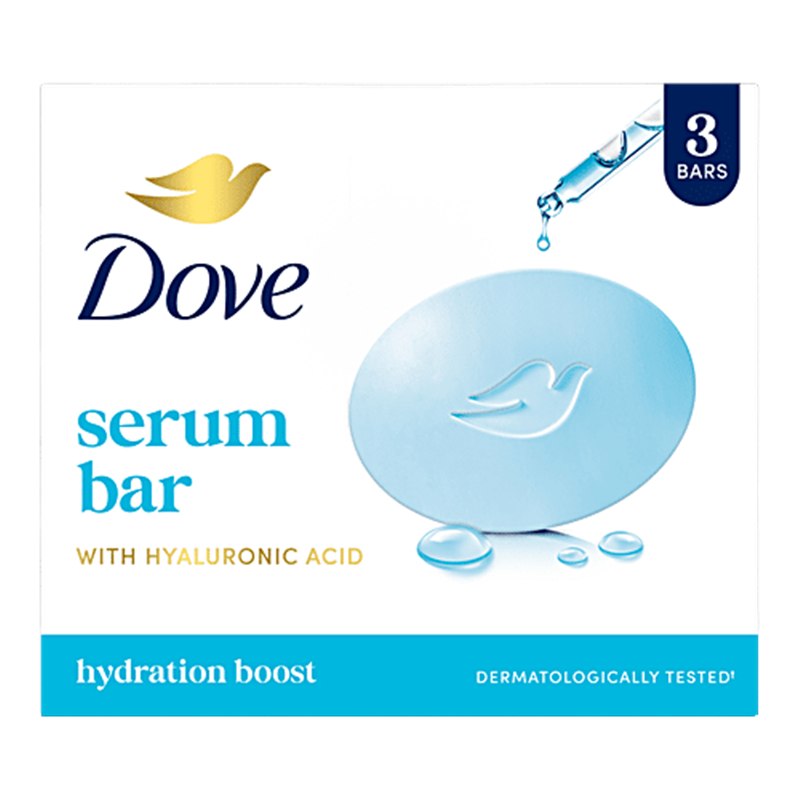 3
BARS
Dove
serum
bar
WITH HYALURONIC ACID
hydration boost
DERMATOLOGICALLY TESTED¹